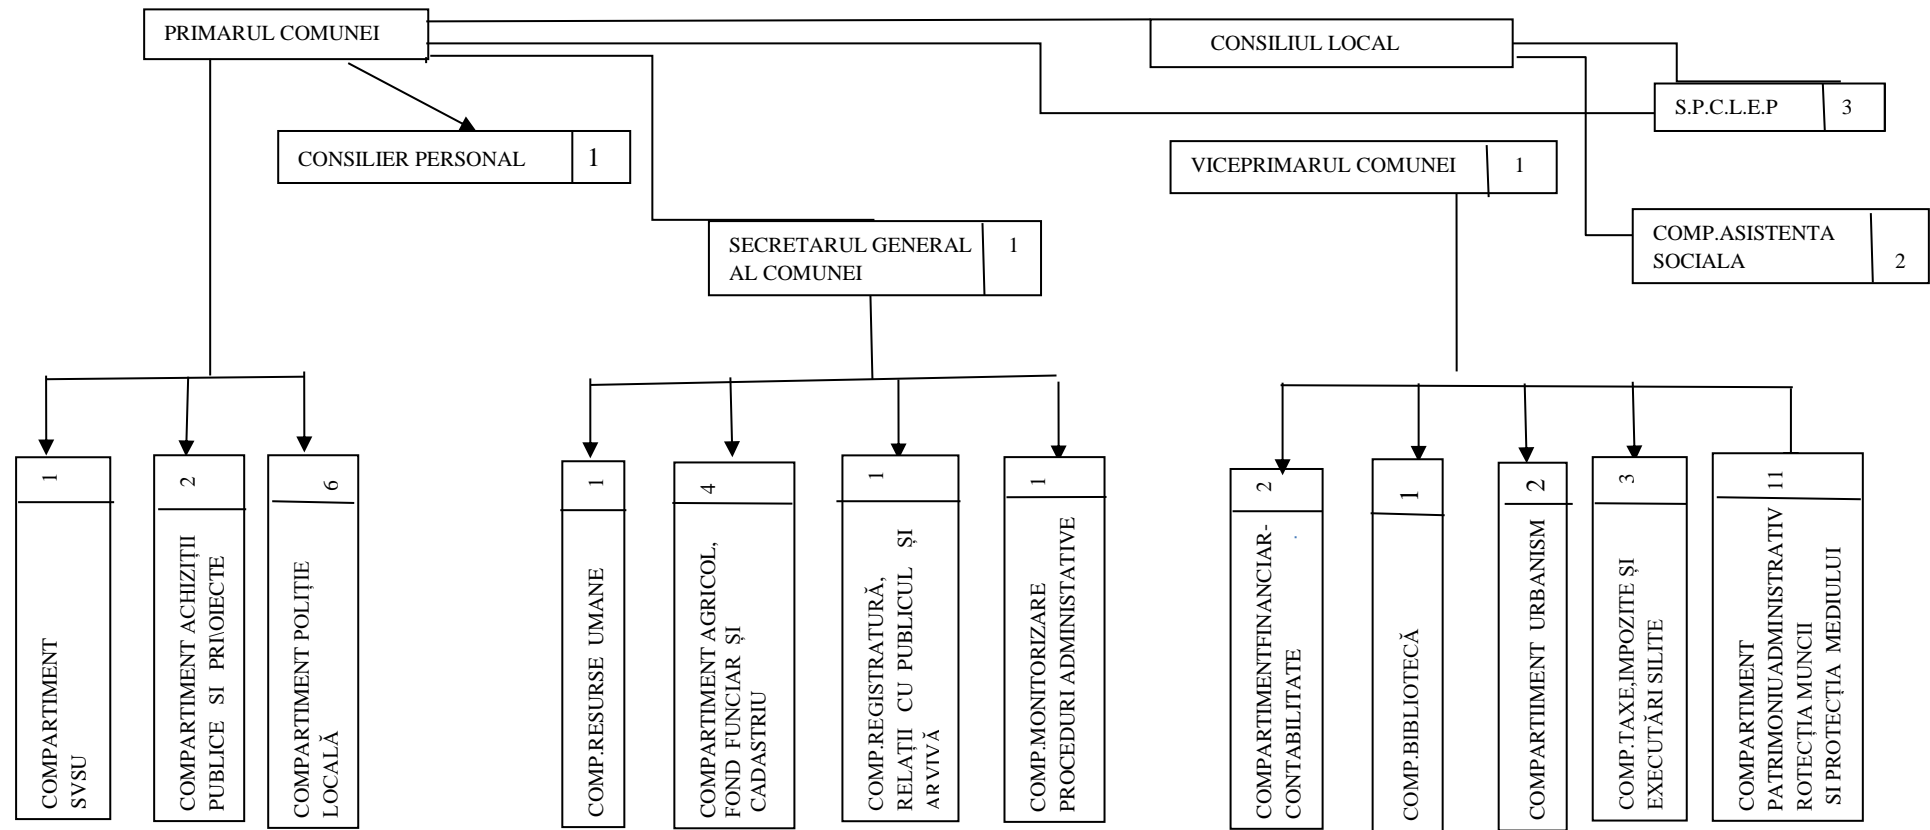 PRIMARUL COMUNEI
CONSILIUL LOCAL
S.P.C.L.E.P 3
CONSILIER PERSONAL 1
VICEPRIMARUL COMUNEI 1
SECRETARUL GENERAL 1
AL COMUNEI
COMP.ASISTENTA
SOCIALA 2
1
COMPARTIMENT
SVSU
2
COMPARTIMENT ACHIZIȚII
PUBLICE SI PRI\OIECTE
6
COMPARTIMENT POLIȚIE
LOCALĂ
1
COMP.RESURSE UMANE
4
COMPARTIMENT AGRICOL,
FOND FUNCIAR ȘI
CADASTRIU
1
COMP.REGISTRATURĂ,
RELAȚII CU PUBLICUL ȘI
ARVIVĂ
1
COMP.MONITORIZARE
PROCEDURI ADMINISTATIVE
2
COMPARTIMENTFINANCIAR-
CONTABILITATE
1
COMP.BIBLIOTECĂ
2
COMPARTIIMENT URBANISM
3
COMP.TAXE,IMPOZITE ȘI
EXECUTĂRI SILITE
11
COMPARTIMENT
PATRIMONIUADMINISTRATIV
ROTECȚIA MUNCII
SI PROTECȚIA MEDIULUI